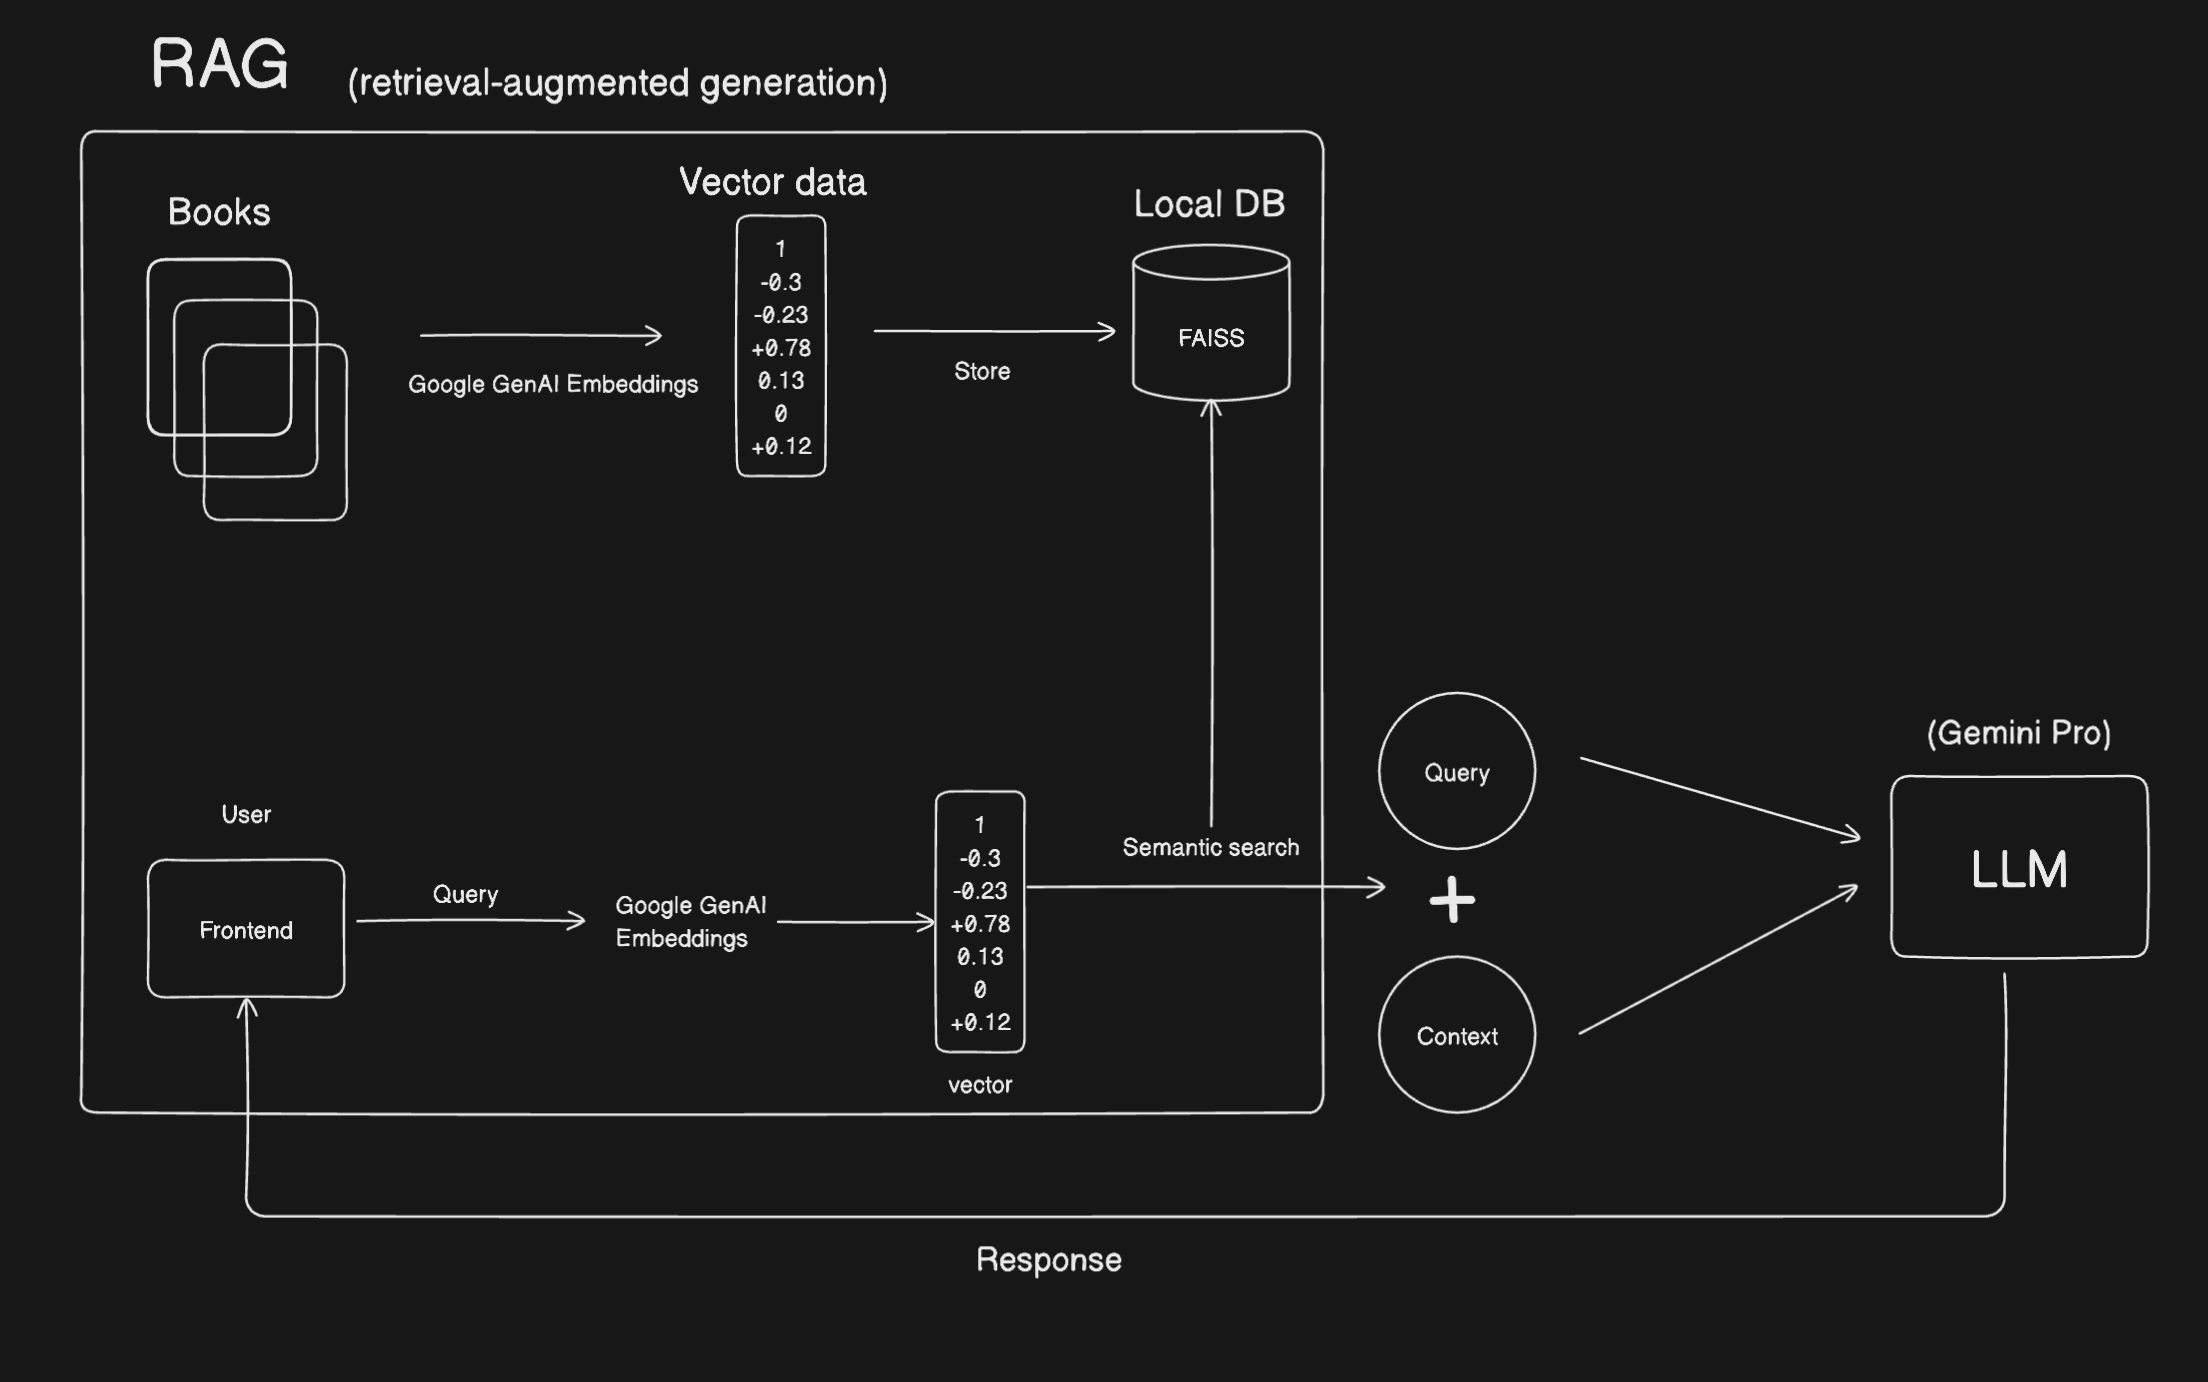 RAG
(retrieval-augmented generation)
Books
Vector data
Local DB
1
-0.3
-0.23
+0.78
0.13
0
+0.12
Google GenAI Embeddings
Store
FAISS
User
Frontend
Query
Google GenAI
Embeddings
1
-0.3
-0.23
+0.78
0.13
0
+0.12
vector
Semantic search
Query
+
Context
(Gemini Pro)
LLM
Response